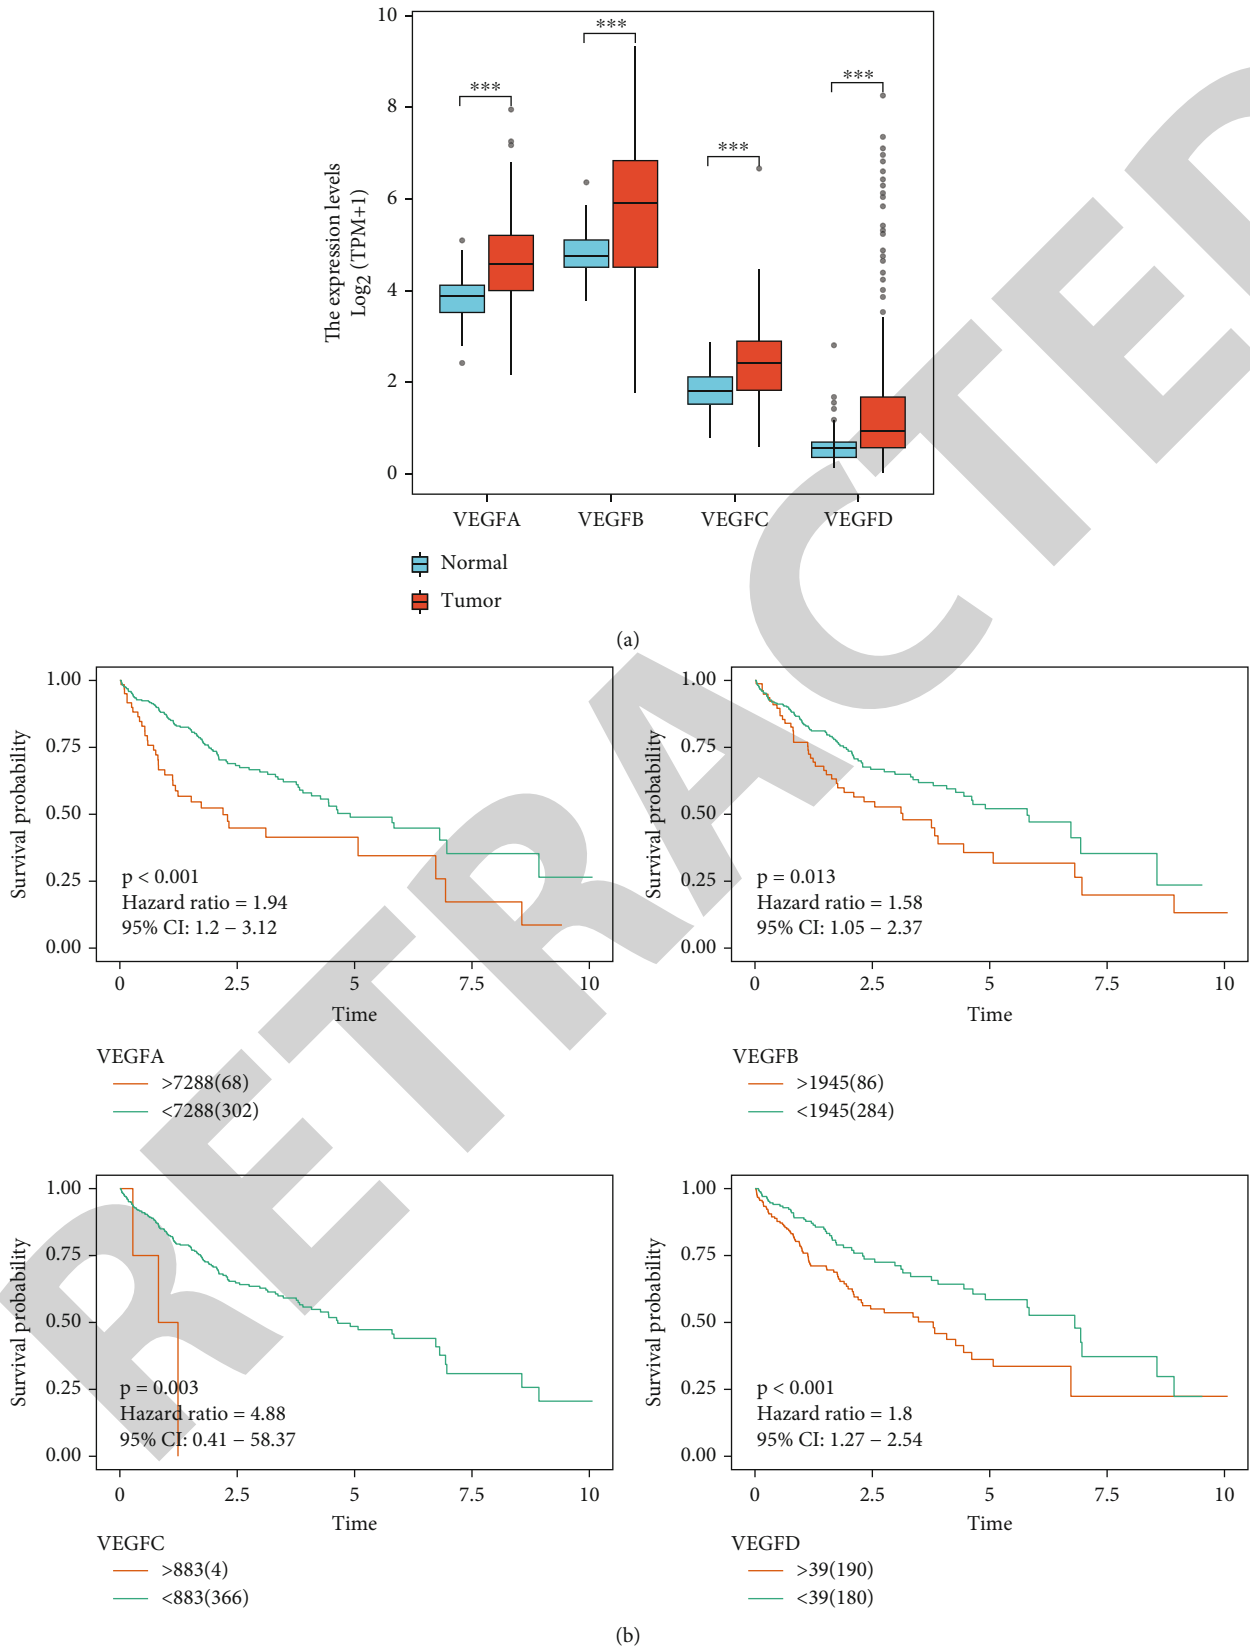 10
8
6
4
2
0
The expression levels
Log2 (TPM+1)
***
***
***
***
VEGFA VEGFB VEGFC VEGFD
Normal
Tumor
(a)
1.00
0.75
0.50
0.25
0.00
Survival probability
p < 0.001
Hazard ratio = 1.94
95% CI: 1.2 – 3.12
0 2.5 5 7.5 10
Time
VEGFA
>7288(68)
<7288(302)
1.00
0.75
0.50
0.25
0.00
Survival probability
p = 0.013
Hazard ratio = 1.58
95% CI: 1.05 – 2.37
0 2.5 5 7.5 10
Time
VEGFB
>1945(86)
<1945(284)
1.00
0.75
0.50
0.25
0.00
Survival probability
p = 0.003
Hazard ratio = 4.88
95% CI: 0.41 – 58.37
0 2.5 5 7.5 10
Time
VEGFC
>883(4)
<883(366)
1.00
0.75
0.50
0.25
0.00
Survival probability
p < 0.001
Hazard ratio = 1.8
95% CI: 1.27 – 2.54
0 2.5 5 7.5 10
Time
VEGFD
>39(190)
<39(180)
(b)
RETRACTED